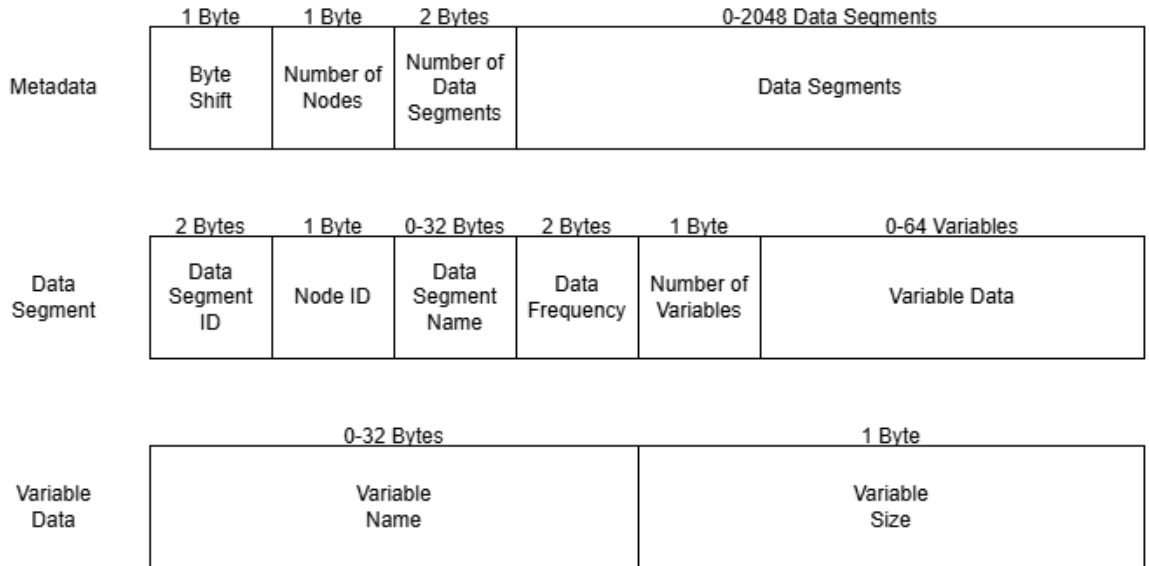 1 Byte 1 Byte 2 Bytes 0-2048 Data Segments
Metadata
Byte
Shift
Number of
Nodes
Number of
Data
Segments
Data Segments
2 Bytes 1 Byte 0-32 Bytes 2 Bytes 1 Byte 0-64 Variables
Data
Segment
Data
Segment
ID
Node ID
Data
Segment
Name
Data
Frequency
Number of
Variables
Variable Data
0-32 Bytes 1 Byte
Variable
Data
Variable
Name
Variable
Size